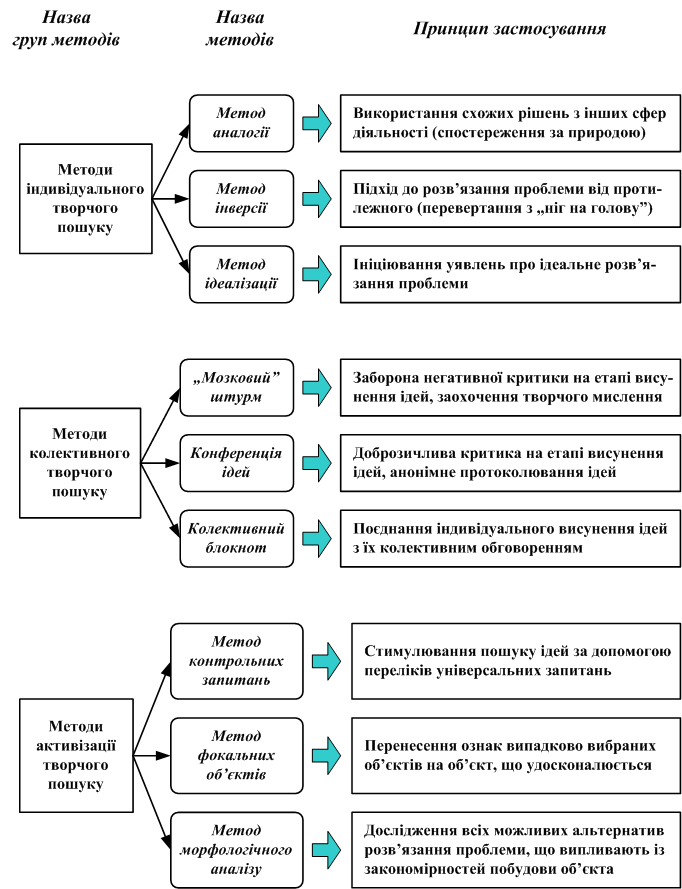 Назва
груп методів
Назва
методів
Принцип застосування
Методи
індивідуального
творчого
пошуку
Метод
аналогії
Використання схожих рішень з інших сфер
діяльності (спостереження за природою)
Метод
інверсії
Підхід до розв’язання проблеми від проти-
лежного (перевертання з „ніг на голову”)
Метод
ідеалізації
Ініціювання уявлень про ідеальне розв’я-
зання проблеми
Методи
колективного
творчого
пошуку
„Мозковий”
штурм
Заборона негативної критики на етапі вису-
нення ідей, заохочення творчого мислення
Конференція
ідей
Доброзичлива критика на етапі висунення
ідей, анонімне протоколювання ідей
Колективний
блокнот
Поєднання індивідуального висунення ідей
з їх колективним обговоренням
Методи
активізації
творчого
пошуку
Метод
контрольних
запитань
Стимулювання пошуку ідей за допомогою
переліків універсальних запитань
Метод
фокальних
об’єктів
Перенесення ознак випадково вибраних
об’єктів на об’єкт, що удосконалюється
Метод
морфологічного
аналізу
Дослідження всіх можливих альтернатив
розв’язання проблеми, що випливають із
закономірностей побудови об’єкта